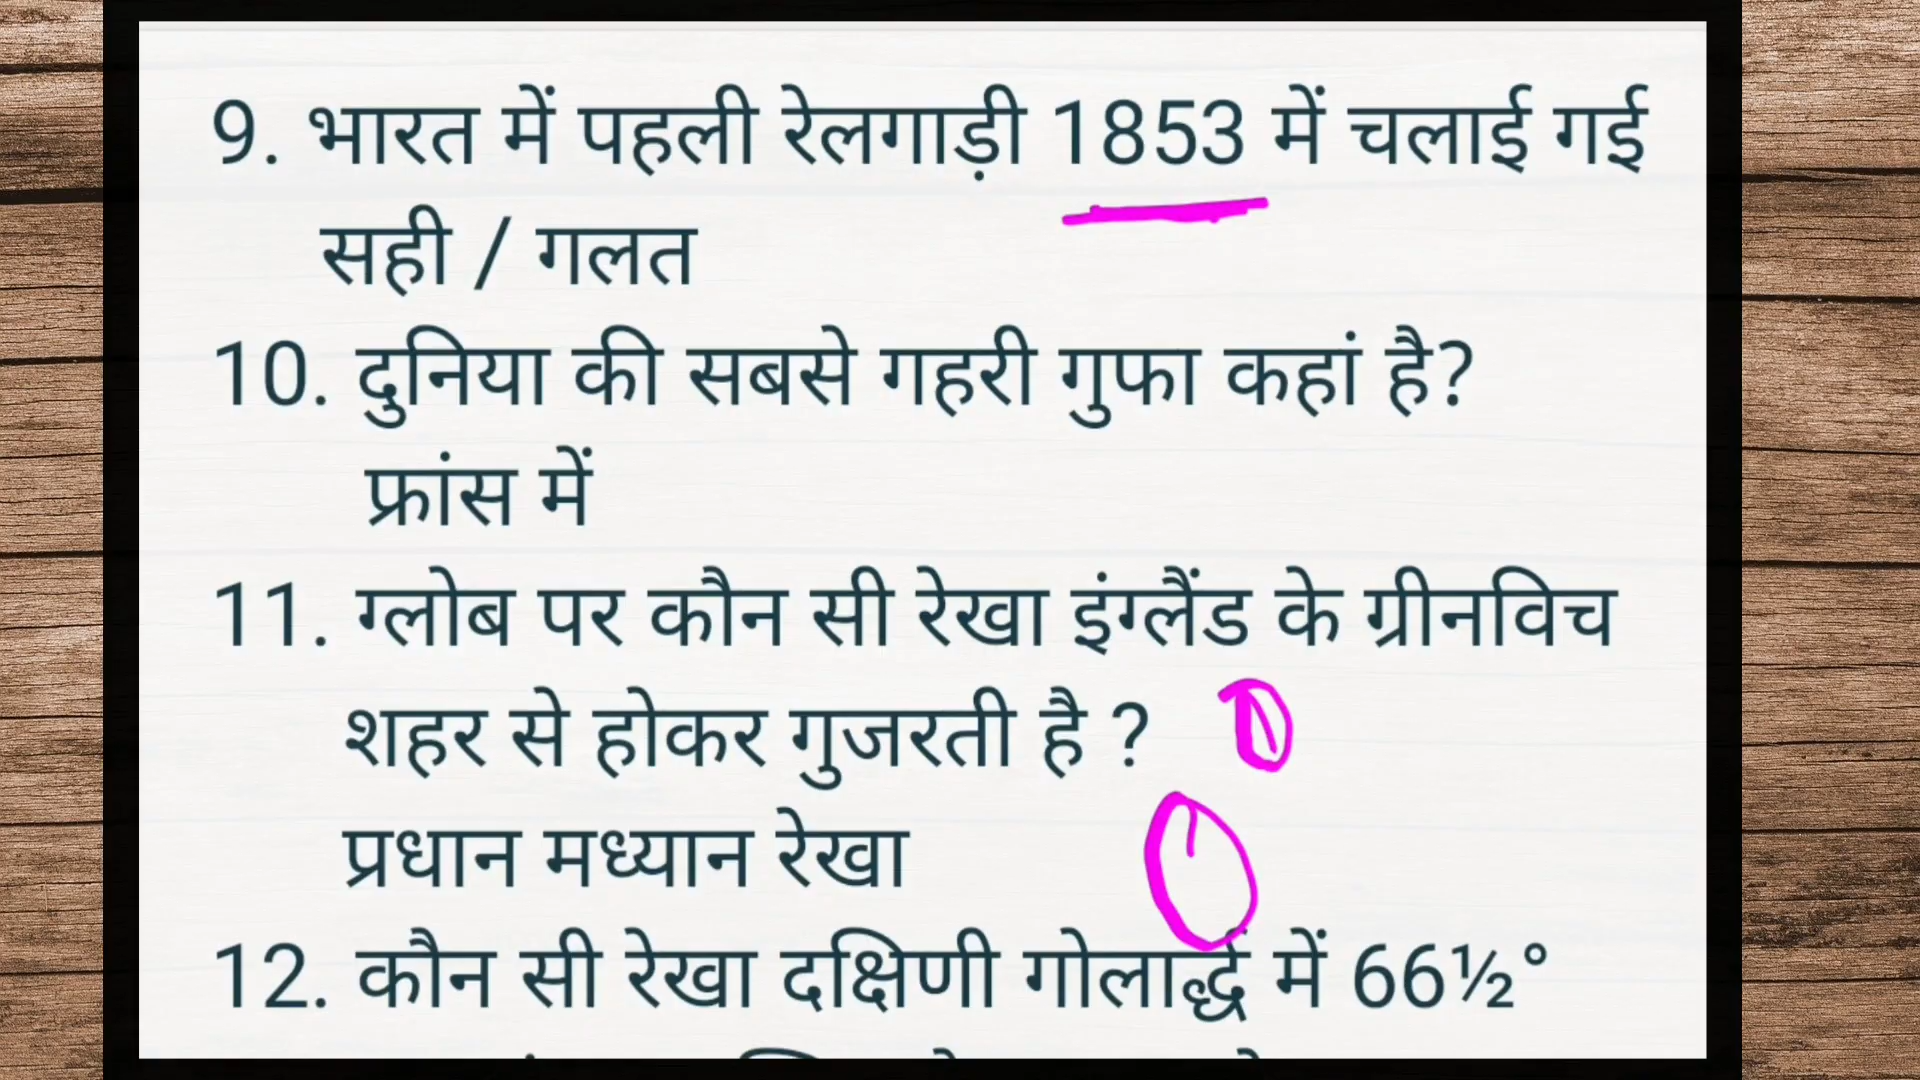 9. भारत में पहली रेलगाड़ी 1853 में चलाई गई
सही / गलत
10. दुनिया की सबसे गहरी गुफा कहां है?
फ्रांस में
11. ग्लोब पर कौन सी रेखा इंग्लैंड के ग्रीनविच
शहर से होकर गुजरती है ?
प्रधान मध्यान रेखा
12. कौन सी रेखा दक्षिणी गोलार्द्ध में 66½°